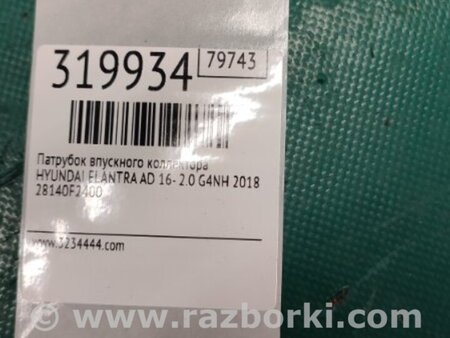 319934
79743
Патрубок впускного коллектора
HYUNDAI ELANTRA AD 16- 2.0 G4NH 2018
28140F2400
www.3234444.com
www.razborki.com